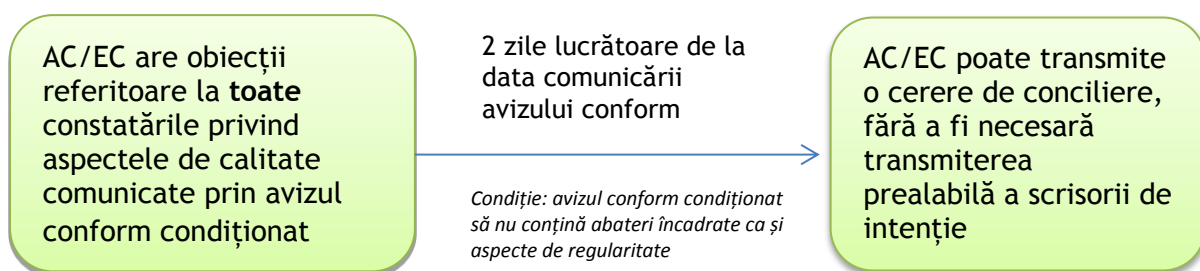 AC/EC are obiecții
referitoare la toate
constatările privind
aspectele de calitate
comunicate prin avizul
conform condiționat
2 zile lucrătoare de la
data comunicării
avizului conform
Condiție: avizul conform condiționat
să nu conțină abateri încadrate ca și
aspecte de regularitate
AC/EC poate transmite
o cerere de conciliere,
fără a fi necesară
transmiterea
prealabilă a scrisorii de
intenție